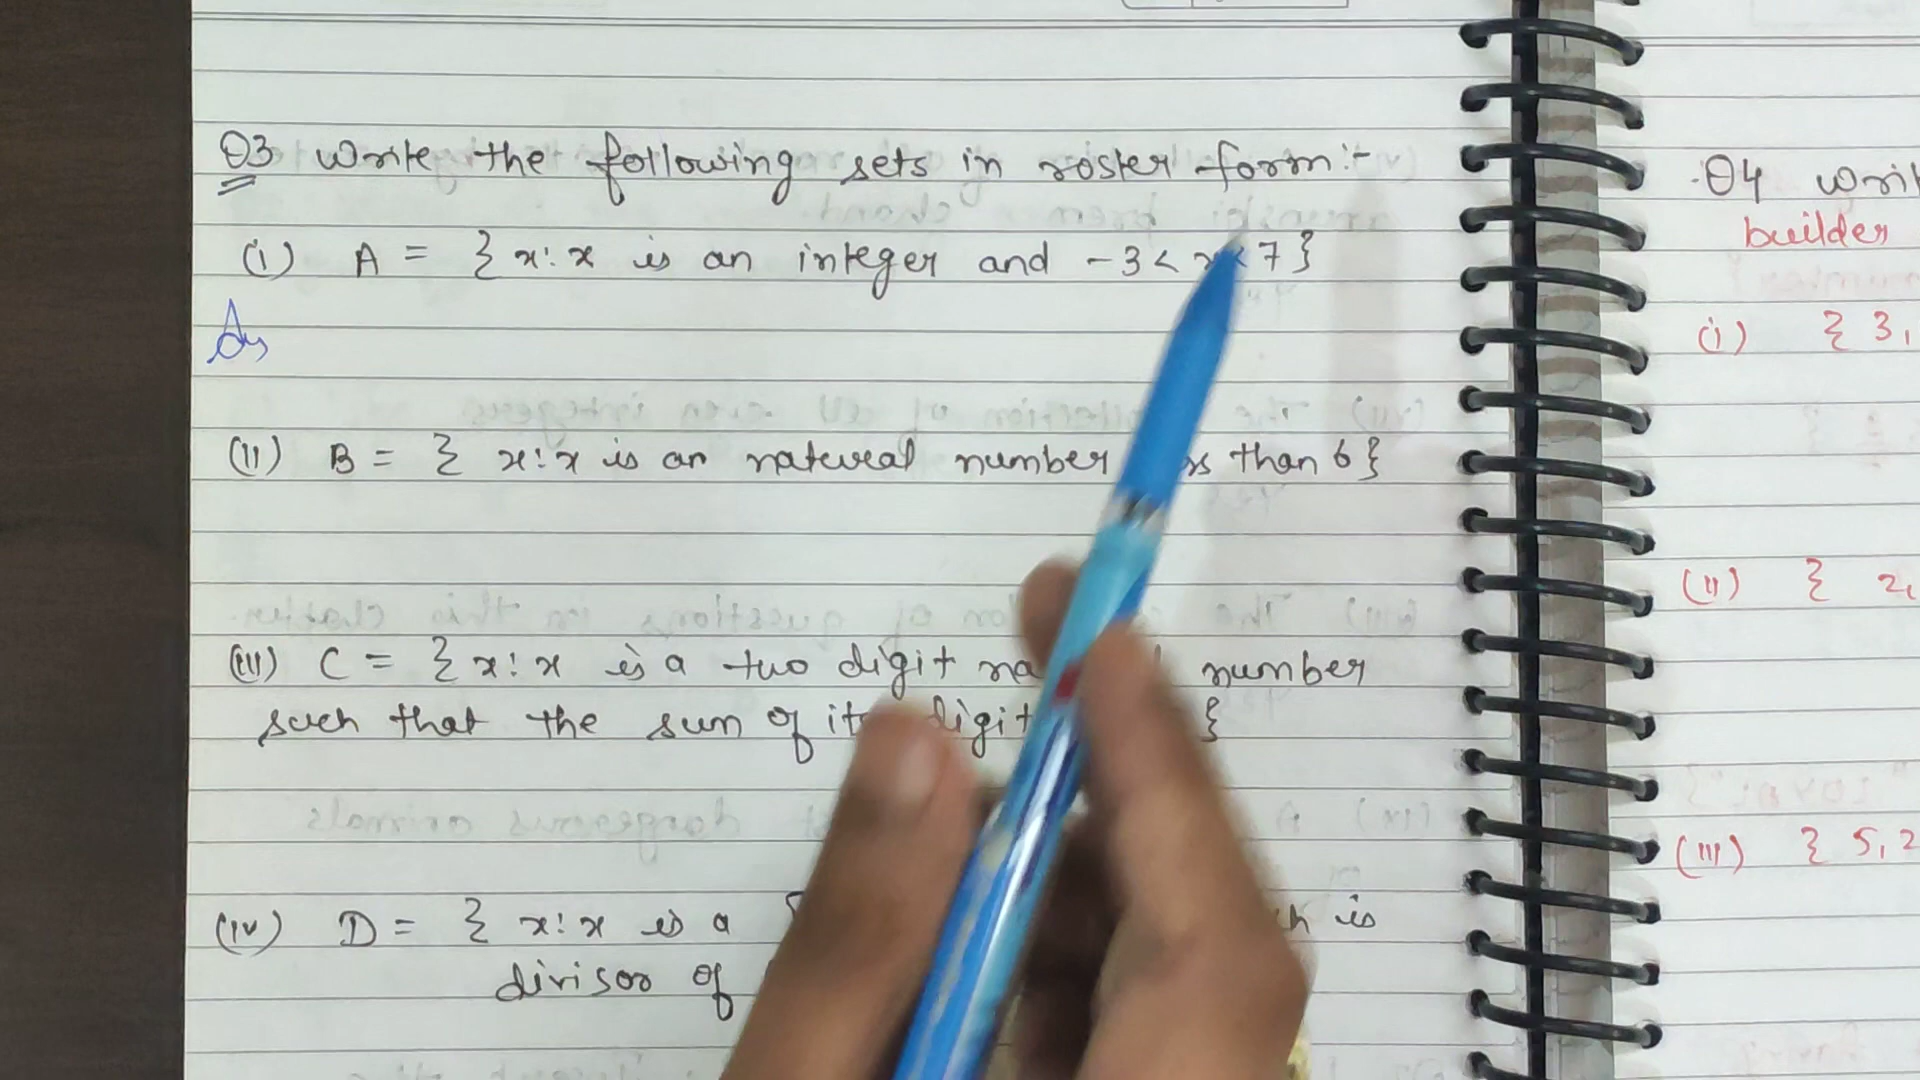 Q3 Write the following sets in roster form:-
(i) A = { x: x is an integer and -3 < x < 7 }
Ans
(ii) B = { x: x is an natural number than 6 }
(iii) C = { x: x is a two digit number
such that the sum of its digit }
(iv) D = { x: x is a is
divisor of
Q4
builder
(i) { 3,
(ii) { 2,
(iii) { 5, 2